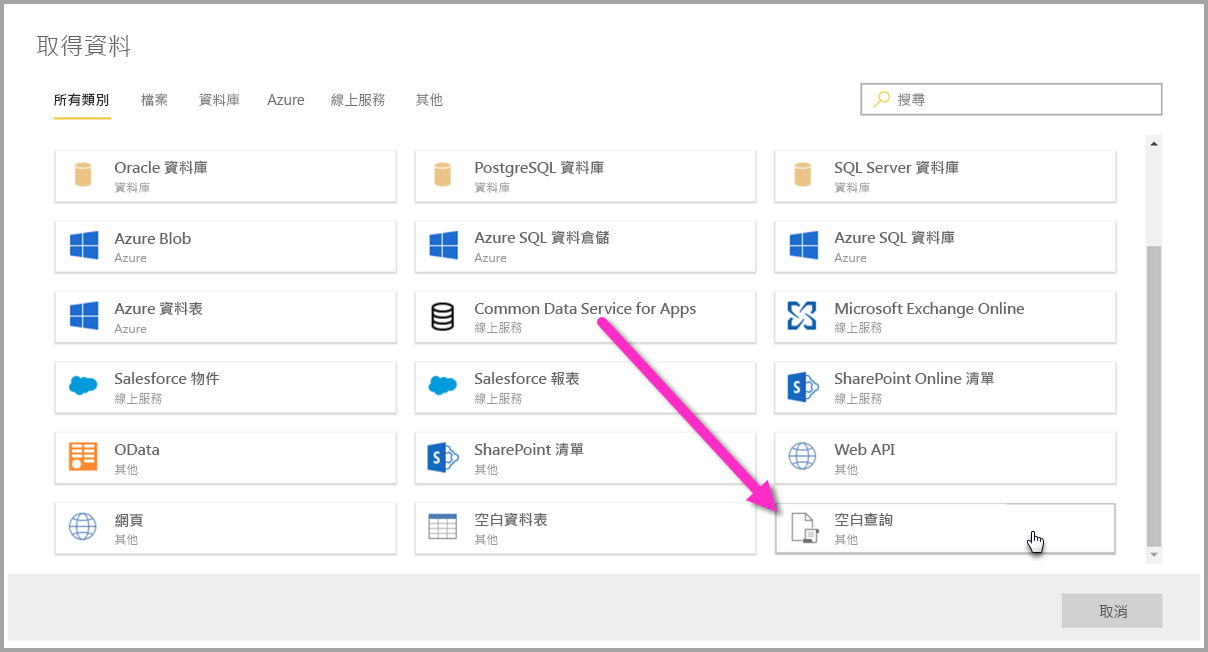 取得資料
所有類別 檔案 資料庫 Azure 線上服務 其他
搜尋
Oracle 資料庫
資料庫
PostgreSQL 資料庫
資料庫
SQL Server 資料庫
資料庫
Azure Blob
Azure
Azure SQL 資料倉儲
Azure
Azure SQL 資料庫
Azure
Azure 資料表
Azure
Common Data Service for Apps
線上服務
Microsoft Exchange Online
線上服務
Salesforce 物件
線上服務
Salesforce 報表
線上服務
SharePoint Online 清單
線上服務
OData
其他
SharePoint 清單
其他
Web API
其他
網頁
其他
空白資料表
其他
空白查詢
其他
取消